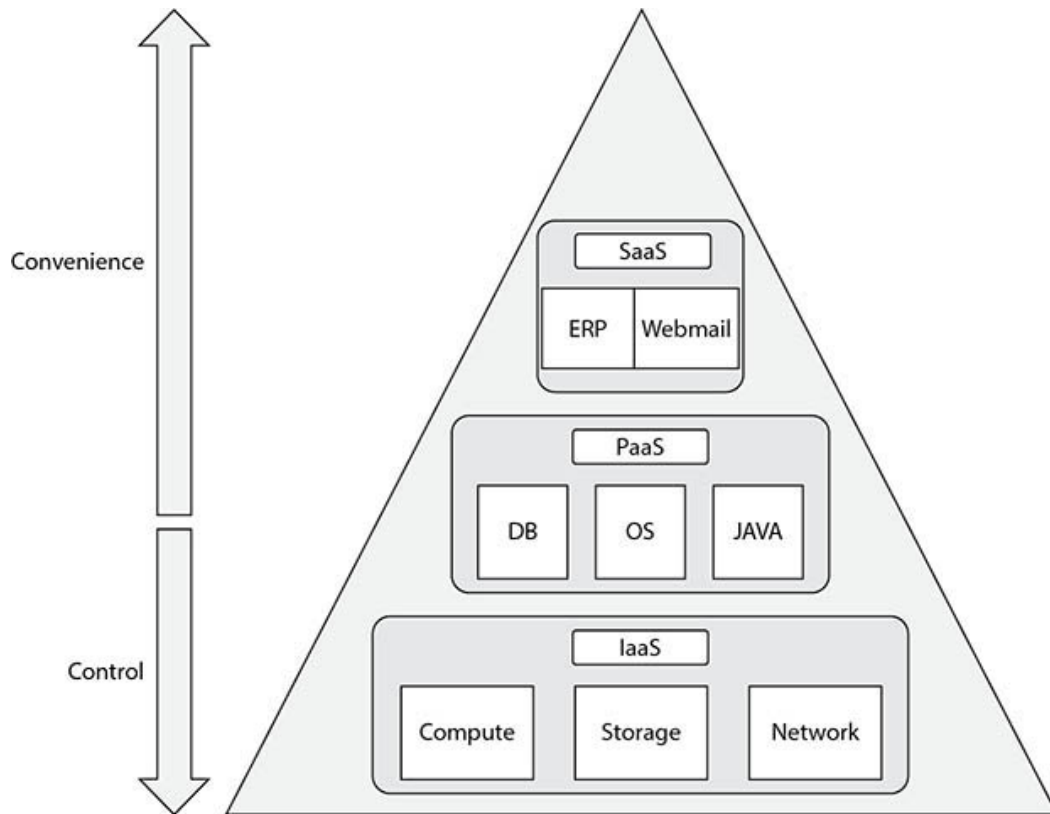 SaaS
Convenience
ERP
Webmail
PaaS
DB
OS
JAVA
IaaS
Control
Compute
Storage
Network